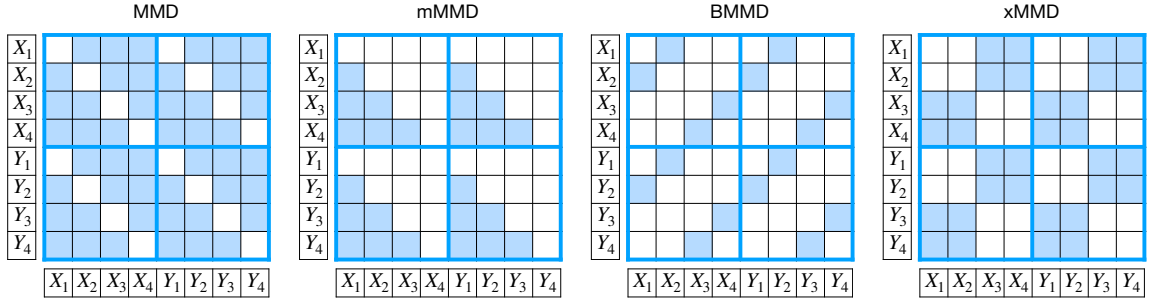 MMD mMMD BMMD xMMD
X₁ X₁ X₁ X₁
X₂ X₂ X₂ X₂
X₃ X₃ X₃ X₃
X₄ X₄ X₄ X₄
Y₁ Y₁ Y₁ Y₁
Y₂ Y₂ Y₂ Y₂
Y₃ Y₃ Y₃ Y₃
Y₄ Y₄ Y₄ Y₄
X₁ X₂ X₃ X₄ Y₁ Y₂ Y₃ Y₄ X₁ X₂ X₃ X₄ Y₁ Y₂ Y₃ Y₄ X₁ X₂ X₃ X₄ Y₁ Y₂ Y₃ Y₄ X₁ X₂ X₃ X₄ Y₁ Y₂ Y₃ Y₄